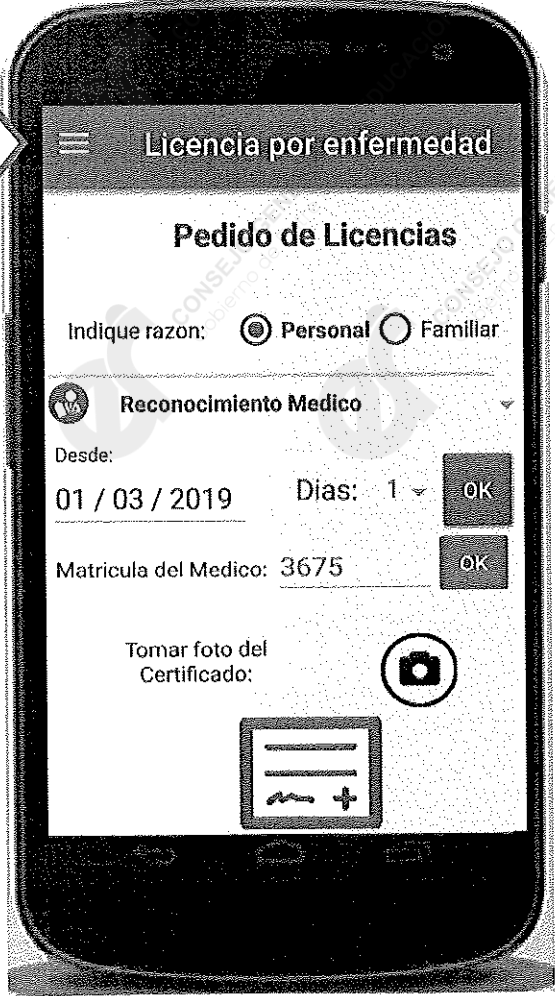 Licencia por enfermedad
Pedido de Licencias
Indique razon: Personal Familiar
Reconocimiento Medico
Desde:
01 / 03 / 2019 Dias: 1 OK
Matricula del Medico: 3675 OK
Tomar foto del
Certificado: